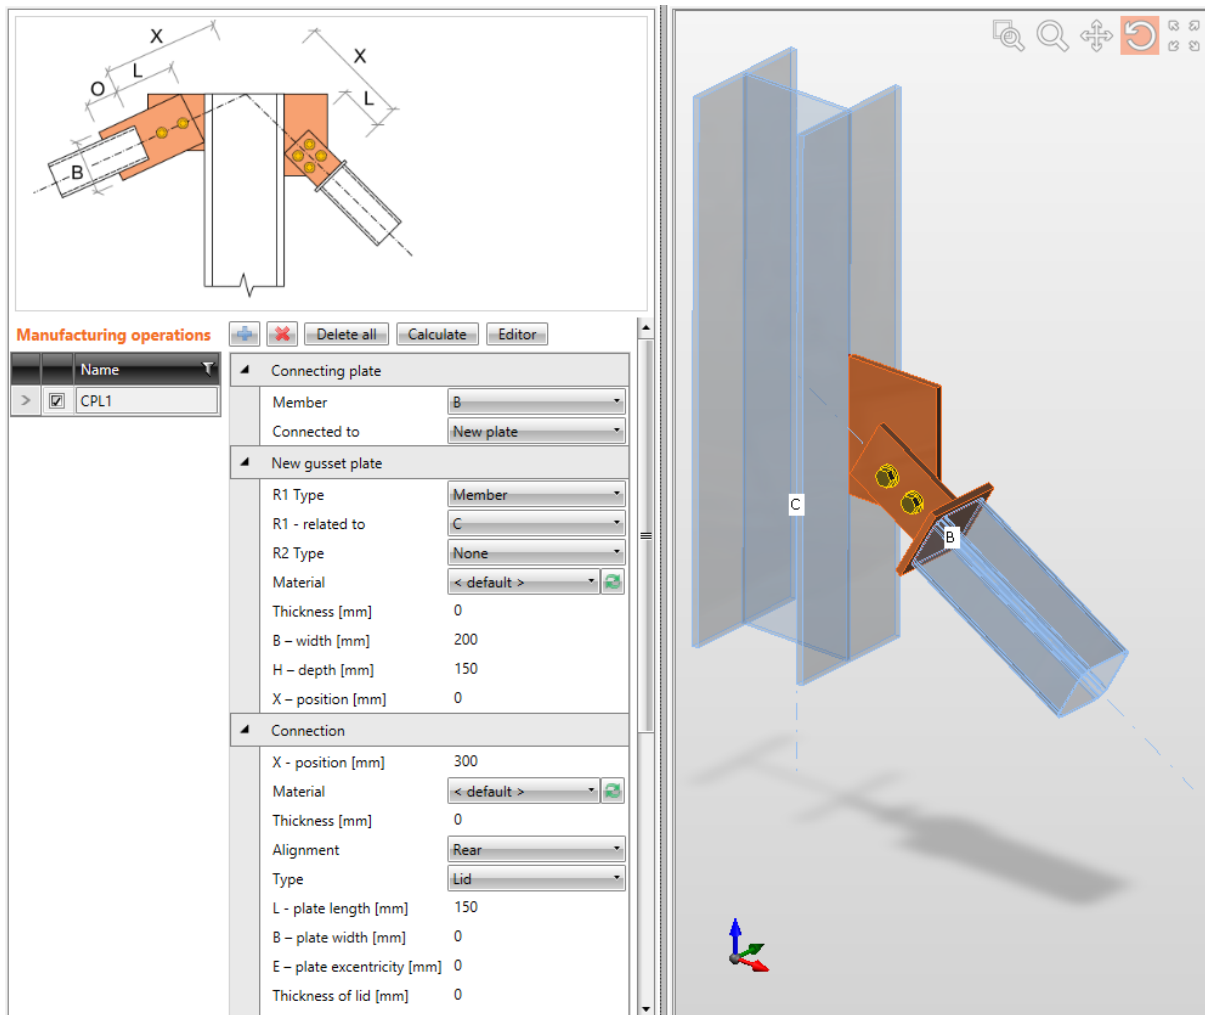 X
O
L
B
X
L
Manufacturing operations
Delete all
Calculate
Editor
Name
CPL1
Connecting plate
Member B
Connected to New plate
New gusset plate
R1 Type Member
R1 - related to C
R2 Type None
Material < default >
Thickness [mm] 0
B – width [mm] 200
H – depth [mm] 150
X – position [mm] 0
Connection
X - position [mm] 300
Material < default >
Thickness [mm] 0
Alignment Rear
Type Lid
L - plate length [mm] 150
B – plate width [mm] 0
E – plate excentricity [mm] 0
Thickness of lid [mm] 0
C
B